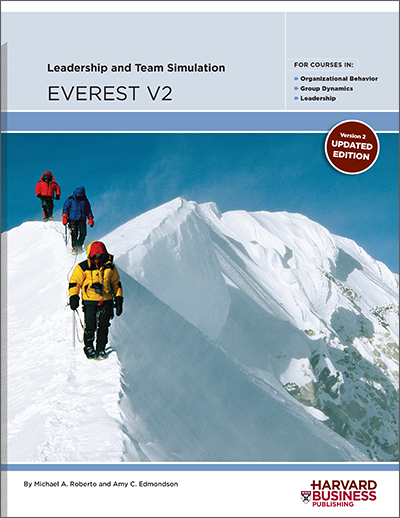 Leadership and Team Simulation
EVEREST V2
FOR COURSES IN:
Organizational Behavior
Group Dynamics
Leadership
Version 2
UPDATED
EDITION
By Michael A. Roberto and Amy C. Edmondson
HARVARD
BUSINESS
PUBLISHING